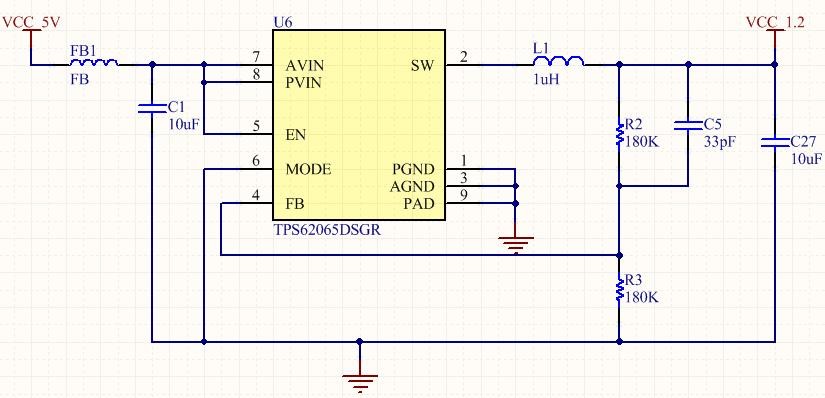 VCC_5V
U6
VCC_1.2
FB1
FB
7 AVIN
8 PVIN
SW 2
L1
1uH
C1
10uF
5 EN
R2
180K
C5
33pF
C27
10uF
6 MODE
PGND 1
AGND 3
4 FB
PAD 9
TPS62065DSGR
R3
180K